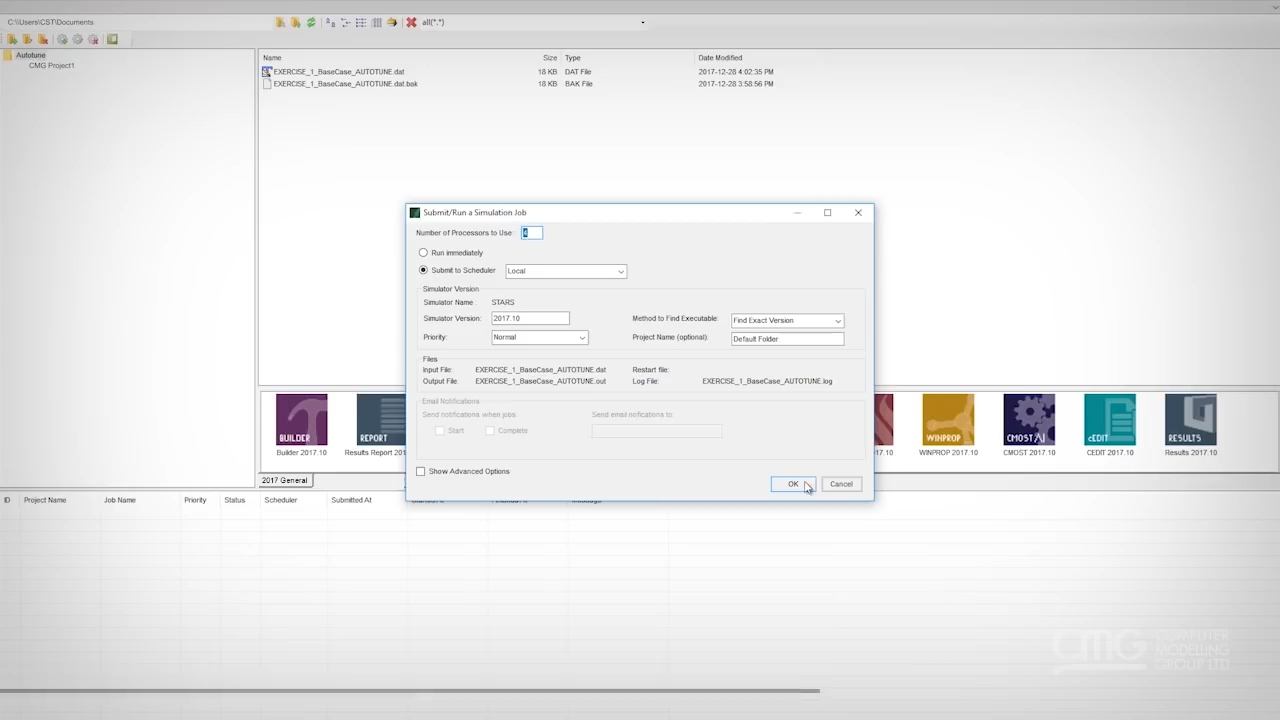 C:\\Users\CST\Documents
all(*.*)
Autotune
CMG Project1
Name Size Type Date Modified
EXERCISE_1_BaseCase_AUTOTUNE.dat 18 KB DAT File 2017-12-28 4:02:35 PM
EXERCISE_1_BaseCase_AUTOTUNE.dat.bak 18 KB BAK File 2017-12-28 3:58:56 PM
Submit/Run a Simulation Job
Number of Processors to Use: 4
Run immediately
Submit to Scheduler Local
Simulator Version
Simulator Name : STARS
Simulator Version: 2017.10 Method to Find Executable: Find Exact Version
Priority: Normal Project Name (optional): Default Folder
Files
Input File: EXERCISE_1_BaseCase_AUTOTUNE.dat Restart file:
Output File: EXERCISE_1_BaseCase_AUTOTUNE.out Log File: EXERCISE_1_BaseCase_AUTOTUNE.log
Email Notifications
Send notifications when jobs: Send email notifications to:
Start Complete
Show Advanced Options
OK Cancel
BUILDER REPORT WINPROP CMOST AI cEDIT RESULTS
Builder 2017.10 Results Report 201 WINPROP 2017.10 CMOST 2017.10 CEDIT 2017.10 Results 2017.10
2017 General
ID Project Name Job Name Priority Status Scheduler Submitted At
CMG COMPUTER
MODELLING
GROUP LTD